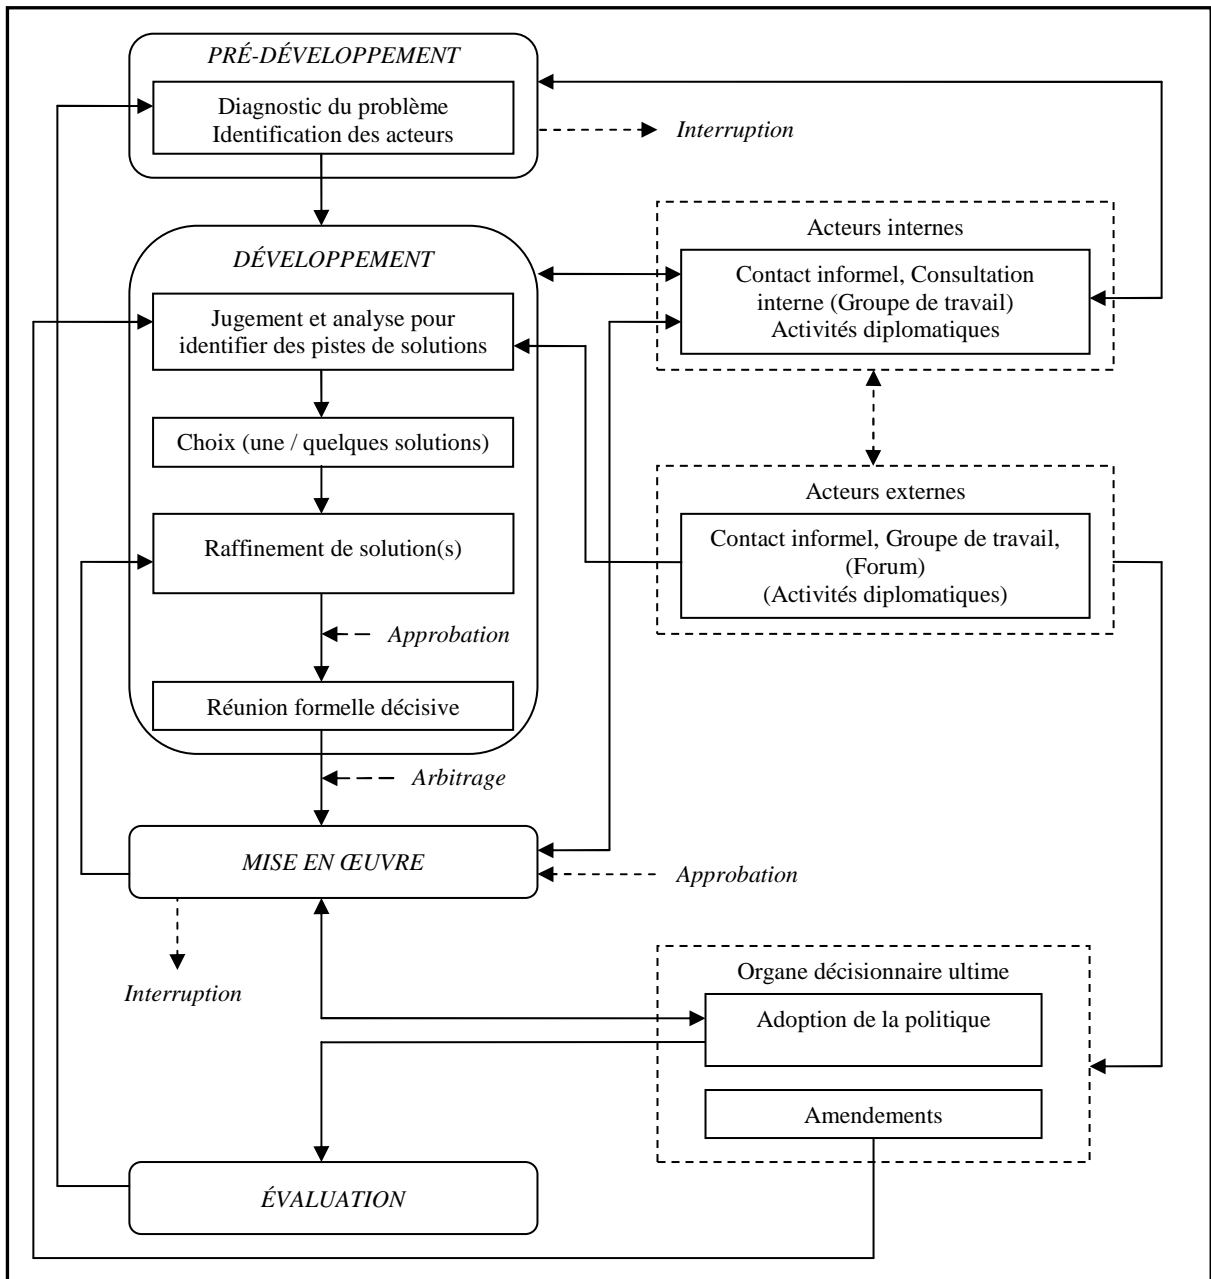 PRÉ-DÉVELOPPEMENT
Diagnostic du problème
Identification des acteurs
Interruption
Acteurs internes
Contact informel, Consultation
interne (Groupe de travail)
Activités diplomatiques
DÉVELOPPEMENT
Jugement et analyse pour
identifier des pistes de solutions
Choix (une / quelques solutions)
Acteurs externes
Contact informel, Groupe de travail,
(Forum)
(Activités diplomatiques)
Raffinement de solution(s)
Approbation
Réunion formelle décisive
Arbitrage
MISE EN ŒUVRE
Approbation
Interruption
Organe décisionnaire ultime
Adoption de la politique
Amendements
ÉVALUATION